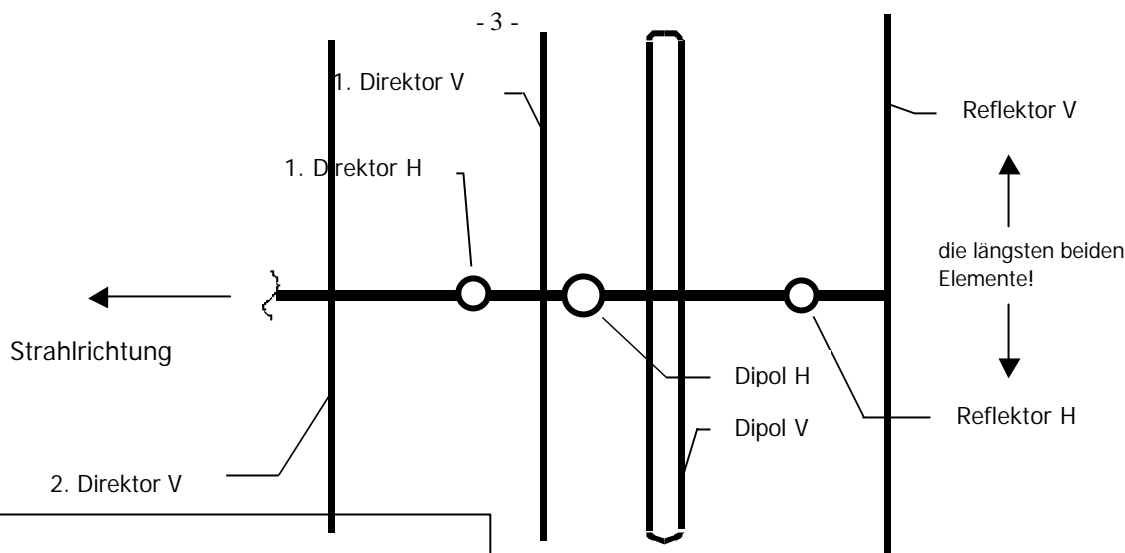 - 3 -
1. Direktor V
Reflektor V
1. Direktor H
die längsten beiden
Elemente!
Strahlrichtung
Dipol H
Reflektor H
Dipol V
2. Direktor V